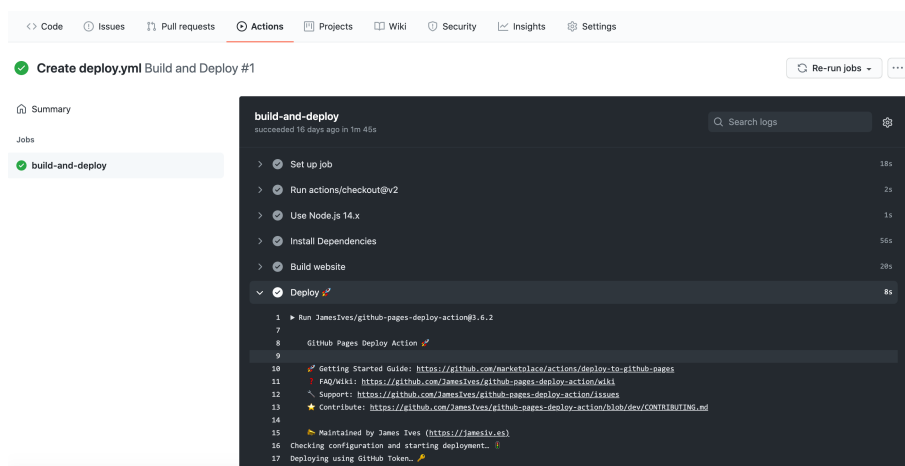 Code Issues Pull requests Actions Projects Wiki Security Insights Settings
Create deploy.yml Build and Deploy #1
Re-run jobs
Summary
Jobs
build-and-deploy
build-and-deploy
succeeded 16 days ago in 1m 45s
Search logs
Set up job 18s
Run actions/checkout@v2 2s
Use Node.js 14.x 1s
Install Dependencies 56s
Build website 20s
Deploy 🚀 8s
1 ▶ Run JamesIves/github-pages-deploy-action@3.6.2
7
8 GitHub Pages Deploy Action 🚀
9
10 🚀 Getting Started Guide: https://github.com/marketplace/actions/deploy-to-github-pages
11 ❓ FAQ/Wiki: https://github.com/JamesIves/github-pages-deploy-action/wiki
12 🔧 Support: https://github.com/JamesIves/github-pages-deploy-action/issues
13 ⭐ Contribute: https://github.com/JamesIves/github-pages-deploy-action/blob/dev/CONTRIBUTING.md
14
15 📣 Maintained by James Ives (https://jamesiv.es)
16 Checking configuration and starting deployment… 🚦
17 Deploying using GitHub Token… 🔑